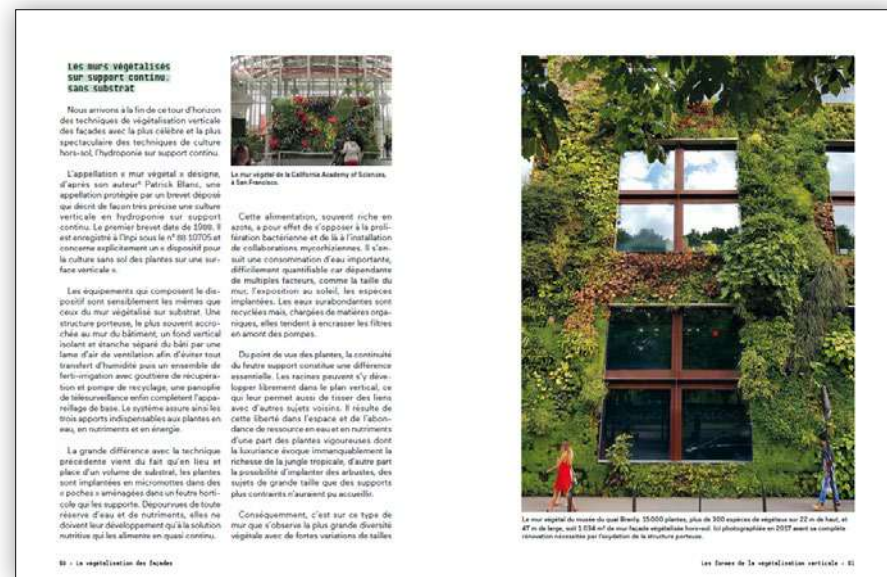 Les murs végétalisés
sur support continu,
sans substrat
Nous arrivons à la fin de ce tour d'horizon
des techniques de végétalisation verticale
des façades avec la plus célèbre et la plus
spectaculaire des techniques de culture
hors-sol, l'hydroponie sur support continu.
L'appellation « mur végétal » désigne,
d'après son auteur⁶ Patrick Blanc, une
appellation protégée par un brevet déposé
qui décrit de façon très précise une culture
verticale en hydroponie sur support
continu. Le premier brevet date de 1988. Il
est enregistré à l'Inpi sous le n° 88 10705 et
concerne explicitement un « dispositif pour
la culture sans sol des plantes sur une sur-
face verticale ».
Les équipements qui composent le dis-
positif sont sensiblement les mêmes que
ceux du mur végétalisé sur substrat. Une
structure porteuse, le plus souvent accro-
chée au mur du bâtiment, un fond vertical
isolant et étanche séparé du bâti par une
lame d'air de ventilation afin d'éviter tout
transfert d'humidité puis un ensemble de
ferti-irrigation avec gouttière de récupéra-
tion et pompe de recyclage, une panoplie
de télésurveillance enfin complètent l'appa-
reillage de base. Le système assure ainsi les
trois apports indispensables aux plantes en
eau, en nutriments et en énergie.
La grande différence avec la technique
précédente vient du fait qu'en lieu et
place d'un volume de substrat, les plantes
sont implantées en micromottes dans des
« poches » aménagées dans un feutre horti-
cole qui les supporte. Dépourvues de toute
réserve d'eau et de nutriments, elles ne
doivent leur développement qu'à la solution
nutritive qui les alimente en quasi continu.
Le mur végétal de la California Academy of Sciences,
à San Francisco.
Cette alimentation, souvent riche en
azote, a pour effet de s'opposer à la proli-
fération bactérienne et de là à l'installation
de collaborations mycorhiziennes. Il s'en-
suit une consommation d'eau importante,
difficilement quantifiable car dépendante
de multiples facteurs, comme la taille du
mur, l'exposition au soleil, les espèces
implantées. Les eaux surabondantes sont
recyclées mais, chargées de matières orga-
niques, elles tendent à encrasser les filtres
en amont des pompes.
Du point de vue des plantes, la continuité
du feutre support constitue une différence
essentielle. Les racines peuvent s'y déve-
lopper librement dans le plan vertical, ce
qui leur permet aussi de tisser des liens
avec d'autres sujets voisins. Il résulte de
cette liberté dans l'espace et de l'abon-
dance de ressource en eau et en nutriments
d'une part des plantes vigoureuses dont
la luxuriance évoque immanquablement la
richesse de la jungle tropicale, d'autre part
la possibilité d'implanter des arbustes, des
sujets de grande taille que des supports
plus contraints n'auraient pu accueillir.
Conséquemment, c'est sur ce type de
mur que s'observe la plus grande diversité
végétale avec de fortes variations de tailles
80 - La végétalisation des façades
Le mur végétal du musée du quai Branly. 15000 plantes, plus de 300 espèces de végétaux sur 22 m de haut, et
47 m de large, soit 1.034 m² de mur façade végétalisée hors-sol. Ici photographiée en 2017 avant sa complète
rénovation nécessitée par l'oxydation de la structure porteuse.
Les formes de la végétalisation verticale - 81